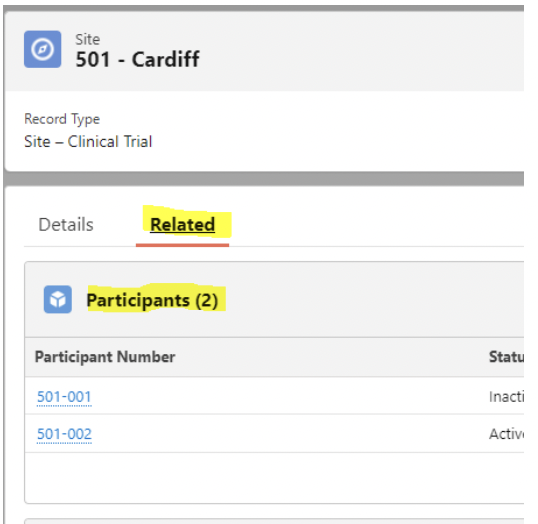 Site
501 - Cardiff
Record Type
Site – Clinical Trial
Details Related
Participants (2)
Participant Number Statu
501-001 Inacti
501-002 Active